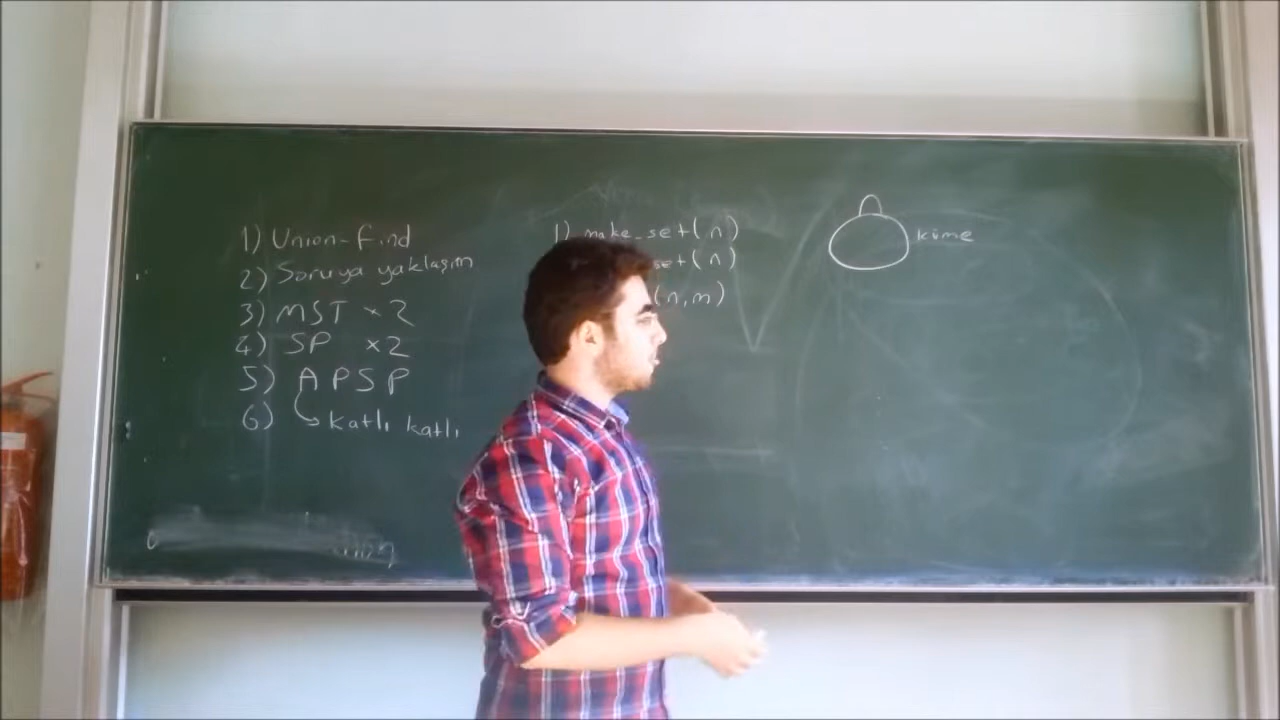 1) Union-Find
2) Soruya yaklaşım
3) MST x 2
4) SP x2
5) APSP
6) → katlı katlı
1) make_set(n)
set(n)
(n,m)
küme